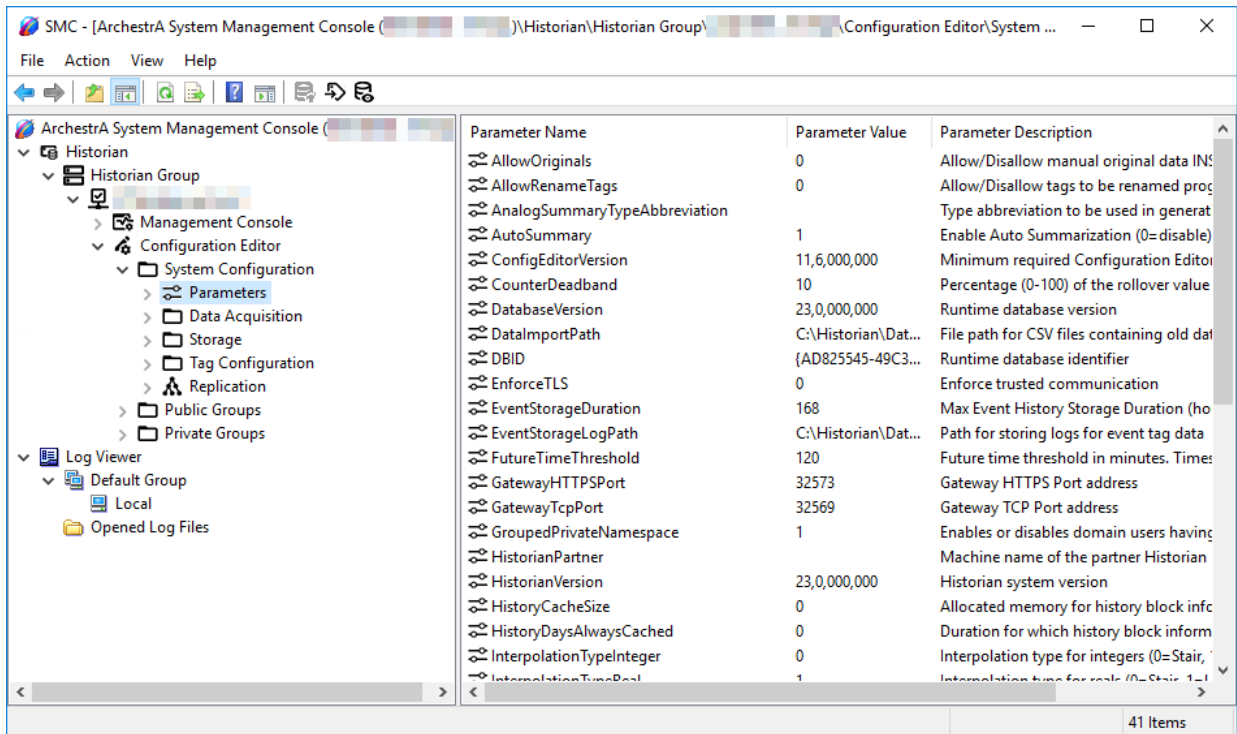 SMC - [ArchestrA System Management Console ( )\Historian\Historian Group\ \Configuration Editor\System ...
File Action View Help
ArchestrA System Management Console (
Historian
Historian Group
Management Console
Configuration Editor
System Configuration
Parameters
Data Acquisition
Storage
Tag Configuration
Replication
Public Groups
Private Groups
Log Viewer
Default Group
Local
Opened Log Files
Parameter Name Parameter Value Parameter Description
AllowOriginals 0 Allow/Disallow manual original data INS
AllowRenameTags 0 Allow/Disallow tags to be renamed prog
AnalogSummaryTypeAbbreviation Type abbreviation to be used in generat
AutoSummary 1 Enable Auto Summarization (0=disable)
ConfigEditorVersion 11,6,000,000 Minimum required Configuration Editor
CounterDeadband 10 Percentage (0-100) of the rollover value
DatabaseVersion 23,0,000,000 Runtime database version
DataImportPath C:\Historian\Dat... File path for CSV files containing old dat
DBID {AD825545-49C3... Runtime database identifier
EnforceTLS 0 Enforce trusted communication
EventStorageDuration 168 Max Event History Storage Duration (ho
EventStorageLogPath C:\Historian\Dat... Path for storing logs for event tag data
FutureTimeThreshold 120 Future time threshold in minutes. Times
GatewayHTTPSPort 32573 Gateway HTTPS Port address
GatewayTcpPort 32569 Gateway TCP Port address
GroupedPrivateNamespace 1 Enables or disables domain users having
HistorianPartner Machine name of the partner Historian
HistorianVersion 23,0,000,000 Historian system version
HistoryCacheSize 0 Allocated memory for history block info
HistoryDaysAlwaysCached 0 Duration for which history block inform
InterpolationTypeInteger 0 Interpolation type for integers (0=Stair, 1
InterpolationTypeReal 1 Interpolation type for reals (0=Stair, 1=L
41 Items